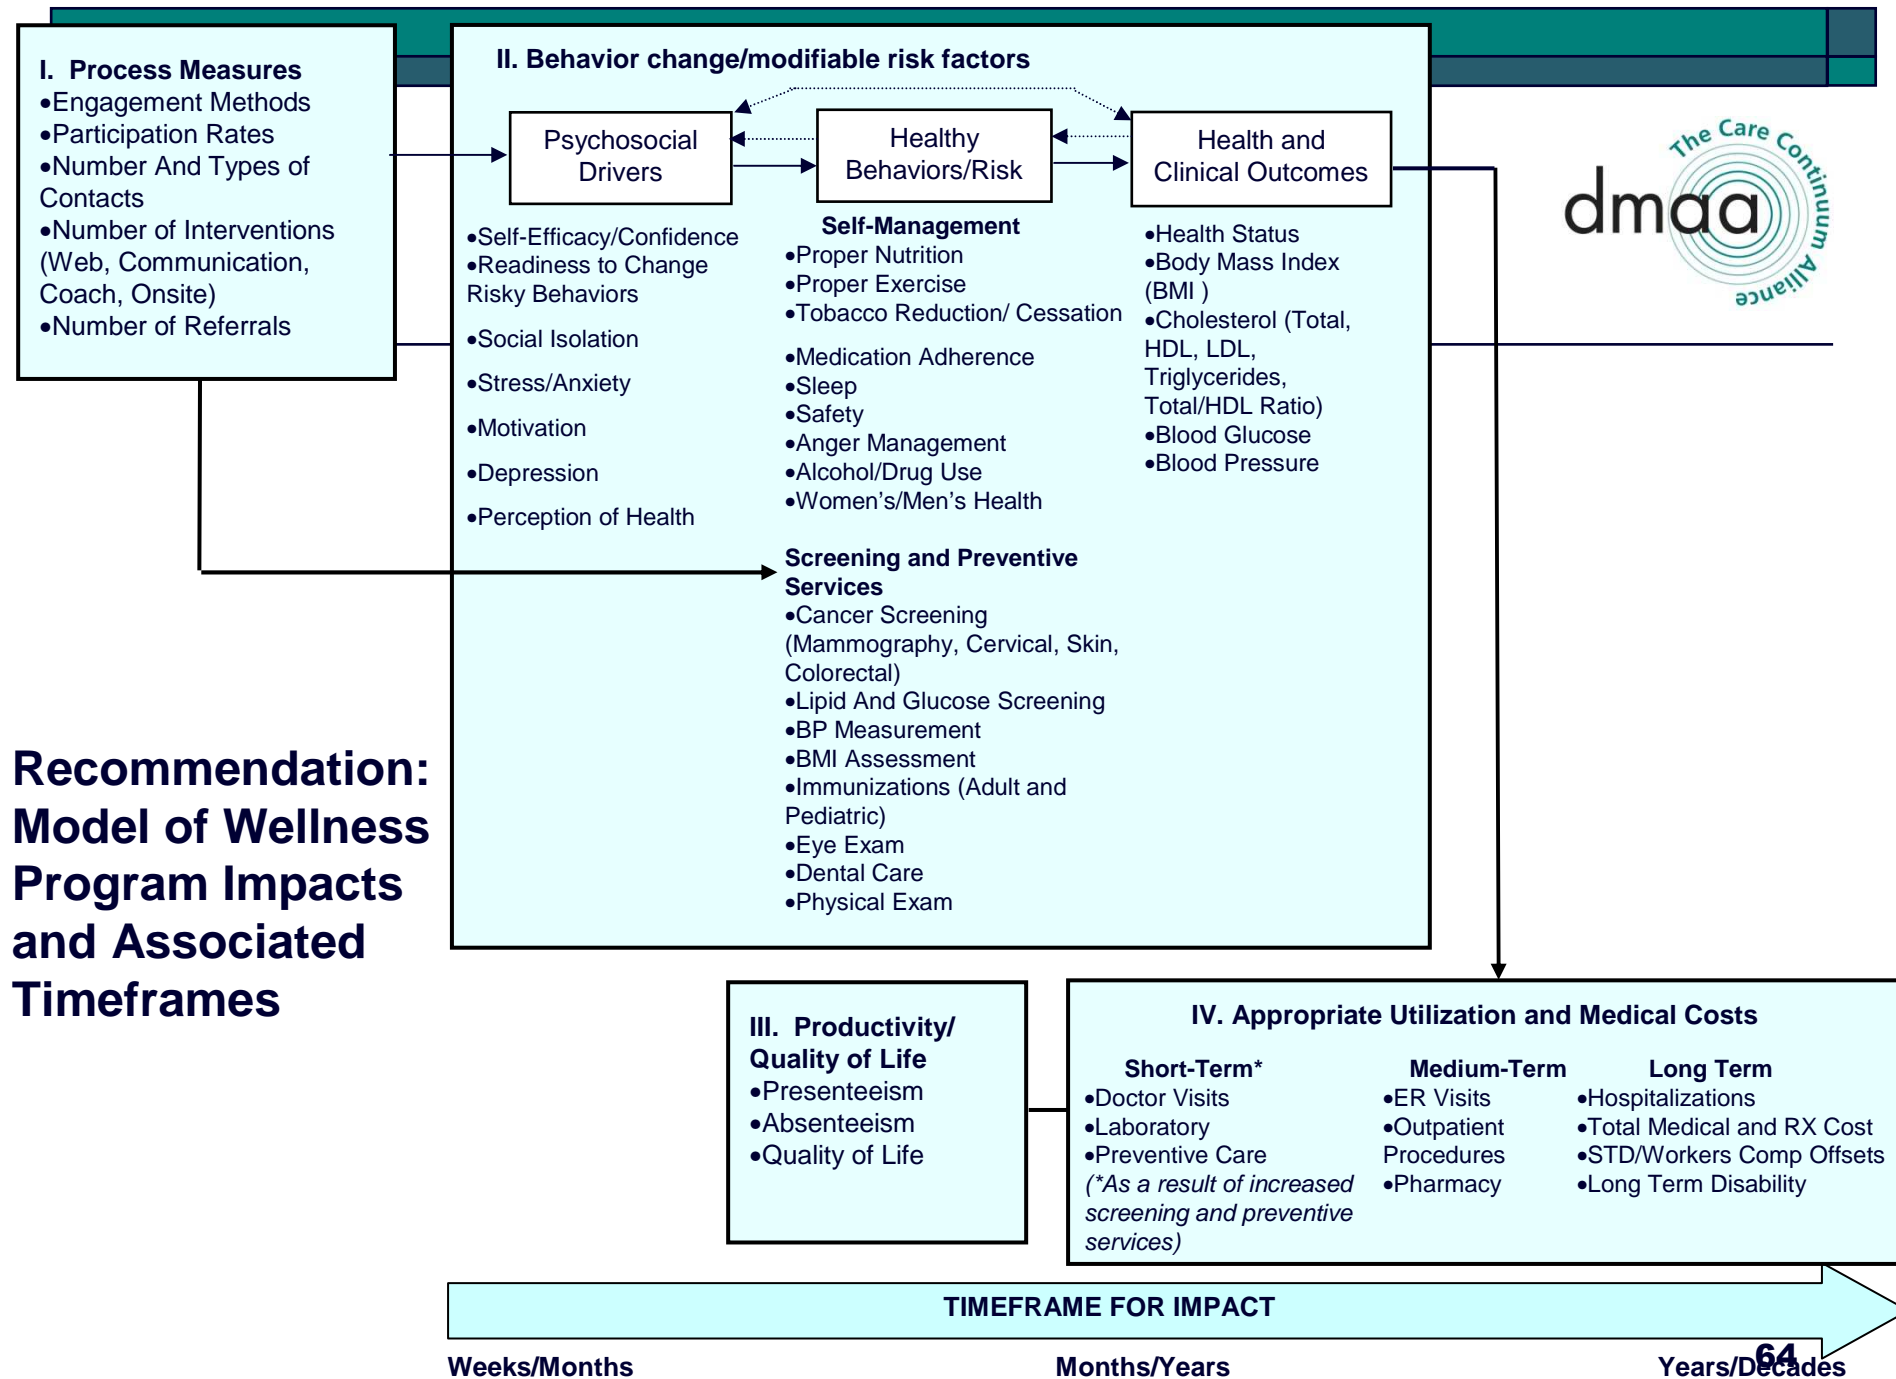 I. Process Measures
•Engagement Methods
•Participation Rates
•Number And Types of
Contacts
•Number of Interventions
(Web, Communication,
Coach, Onsite)
•Number of Referrals
II. Behavior change/modifiable risk factors
Psychosocial
Drivers
•Self-Efficacy/Confidence
•Readiness to Change
Risky Behaviors
•Social Isolation
•Stress/Anxiety
•Motivation
•Depression
•Perception of Health
Healthy
Behaviors/Risk
Self-Management
•Proper Nutrition
•Proper Exercise
•Tobacco Reduction/ Cessation
•Medication Adherence
•Sleep
•Safety
•Anger Management
•Alcohol/Drug Use
•Women’s/Men’s Health
Screening and Preventive
Services
•Cancer Screening
(Mammography, Cervical, Skin,
Colorectal)
•Lipid And Glucose Screening
•BP Measurement
•BMI Assessment
•Immunizations (Adult and
Pediatric)
•Eye Exam
•Dental Care
•Physical Exam
Health and
Clinical Outcomes
•Health Status
•Body Mass Index
(BMI )
•Cholesterol (Total,
HDL, LDL,
Triglycerides,
Total/HDL Ratio)
•Blood Glucose
•Blood Pressure
dmaa
The Care Continuum Alliance
Recommendation:
Model of Wellness
Program Impacts
and Associated
Timeframes
III. Productivity/
Quality of Life
•Presenteeism
•Absenteeism
•Quality of Life
IV. Appropriate Utilization and Medical Costs
Short-Term*
•Doctor Visits
•Laboratory
•Preventive Care
(*As a result of increased
screening and preventive
services)
Medium-Term
•ER Visits
•Outpatient
Procedures
•Pharmacy
Long Term
•Hospitalizations
•Total Medical and RX Cost
•STD/Workers Comp Offsets
•Long Term Disability
TIMEFRAME FOR IMPACT
Weeks/Months
Months/Years
Years/Decades
64